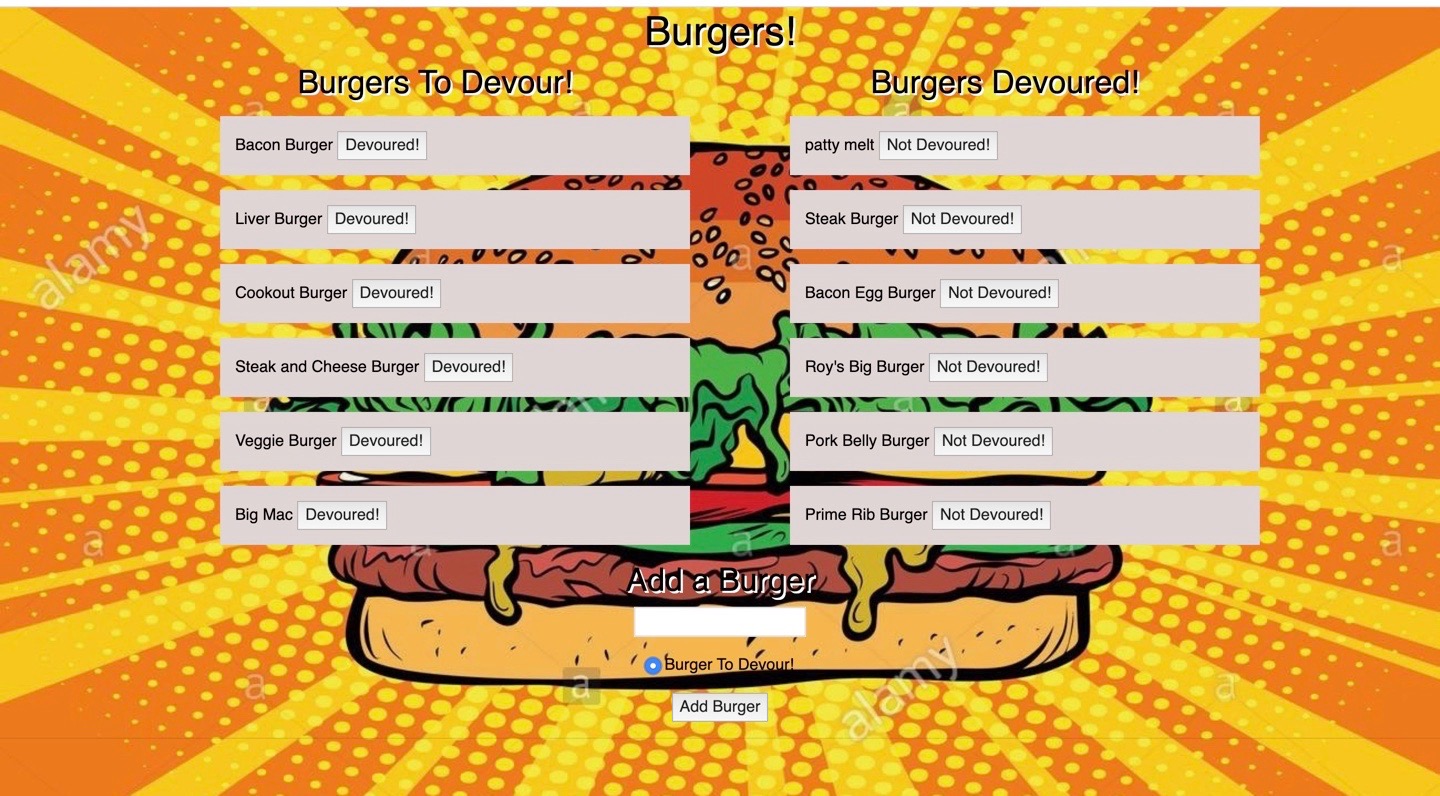 Burgers!
Burgers To Devour!
Bacon Burger Devoured!
Liver Burger Devoured!
Cookout Burger Devoured!
Steak and Cheese Burger Devoured!
Veggie Burger Devoured!
Big Mac Devoured!
Burgers Devoured!
patty melt Not Devoured!
Steak Burger Not Devoured!
Bacon Egg Burger Not Devoured!
Roy's Big Burger Not Devoured!
Pork Belly Burger Not Devoured!
Prime Rib Burger Not Devoured!
Add a Burger
Burger To Devour!
Add Burger
alamy
alamy
a
a
a
a
a
a
a